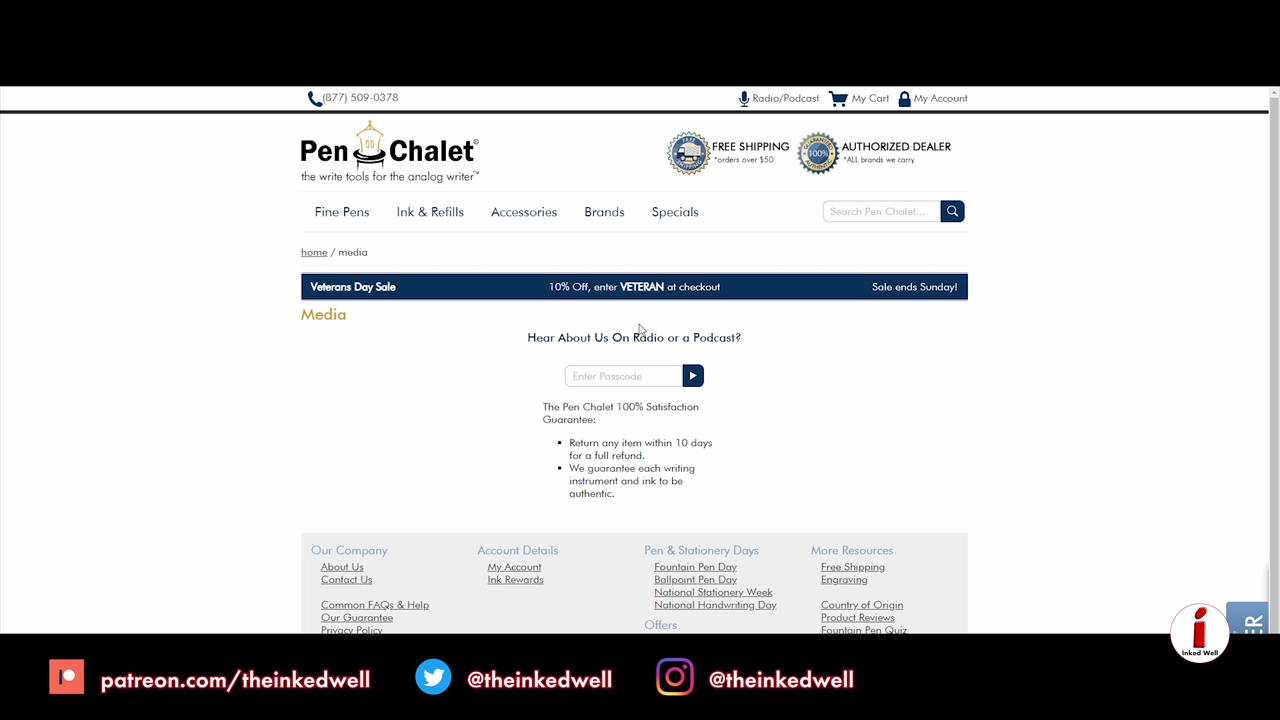 (877) 509-0378
Radio/Podcast
My Cart
My Account
Pen Chalet©
the write tools for the analog writer™
FREE SHIPPING
*orders over $50
100%
AUTHORIZED DEALER
*ALL brands we carry
Fine Pens
Ink & Refills
Accessories
Brands
Specials
Search Pen Chalet...
home / media
Veterans Day Sale
10% Off, enter VETERAN at checkout
Sale ends Sunday!
Media
Hear About Us On Radio or a Podcast?
Enter Passcode
The Pen Chalet 100% Satisfaction
Guarantee:
• Return any item within 10 days
for a full refund.
• We guarantee each writing
instrument and ink to be
authentic.
Our Company
About Us
Contact Us
Common FAQs & Help
Our Guarantee
Privacy Policy
Account Details
My Account
Ink Rewards
Pen & Stationery Days
Fountain Pen Day
Ballpoint Pen Day
National Stationery Week
National Handwriting Day
Offers
More Resources
Free Shipping
Engraving
Country of Origin
Product Reviews
Fountain Pen Quiz
ER
i
Inked Well
patreon.com/theinkedwell
@theinkedwell
@theinkedwell